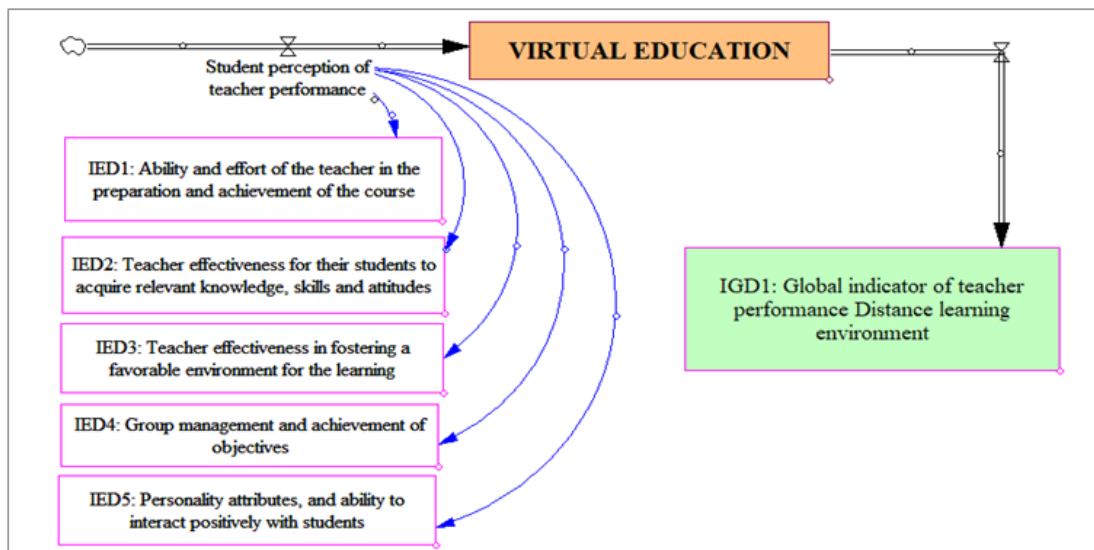 VIRTUAL EDUCATION
Student perception of
teacher performance
IED1: Ability and effort of the teacher in the
preparation and achievement of the course
IED2: Teacher effectiveness for their students to
acquire relevant knowledge, skills and attitudes
IED3: Teacher effectiveness in fostering a
favorable environment for the learning
IED4: Group management and achievement of
objectives
IED5: Personality attributes, and ability to
interact positively with students
IGD1: Global indicator of teacher
performance Distance learning
environment